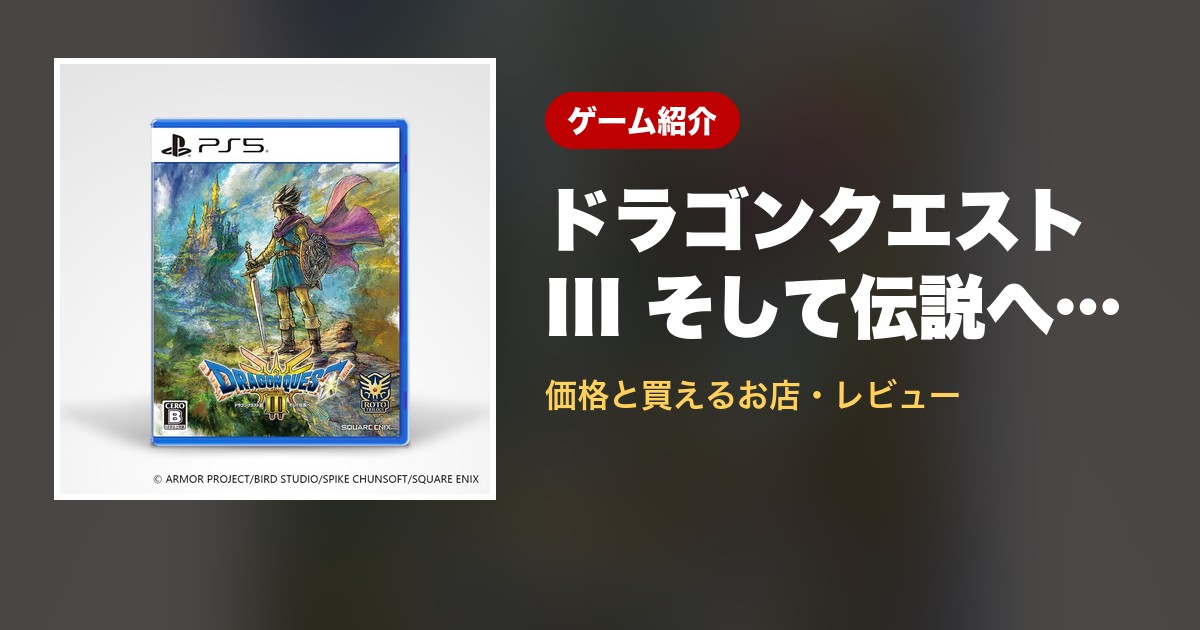 PS5
DRAGON QUEST
III
ROTO
TRILOGY
CERO
B
SQUARE ENIX
© ARMOR PROJECT/BIRD STUDIO/SPIKE CHUNSOFT/SQUARE ENIX
ゲーム紹介
ドラゴンクエスト
III そして伝説へ…
価格と買えるお店・レビュー